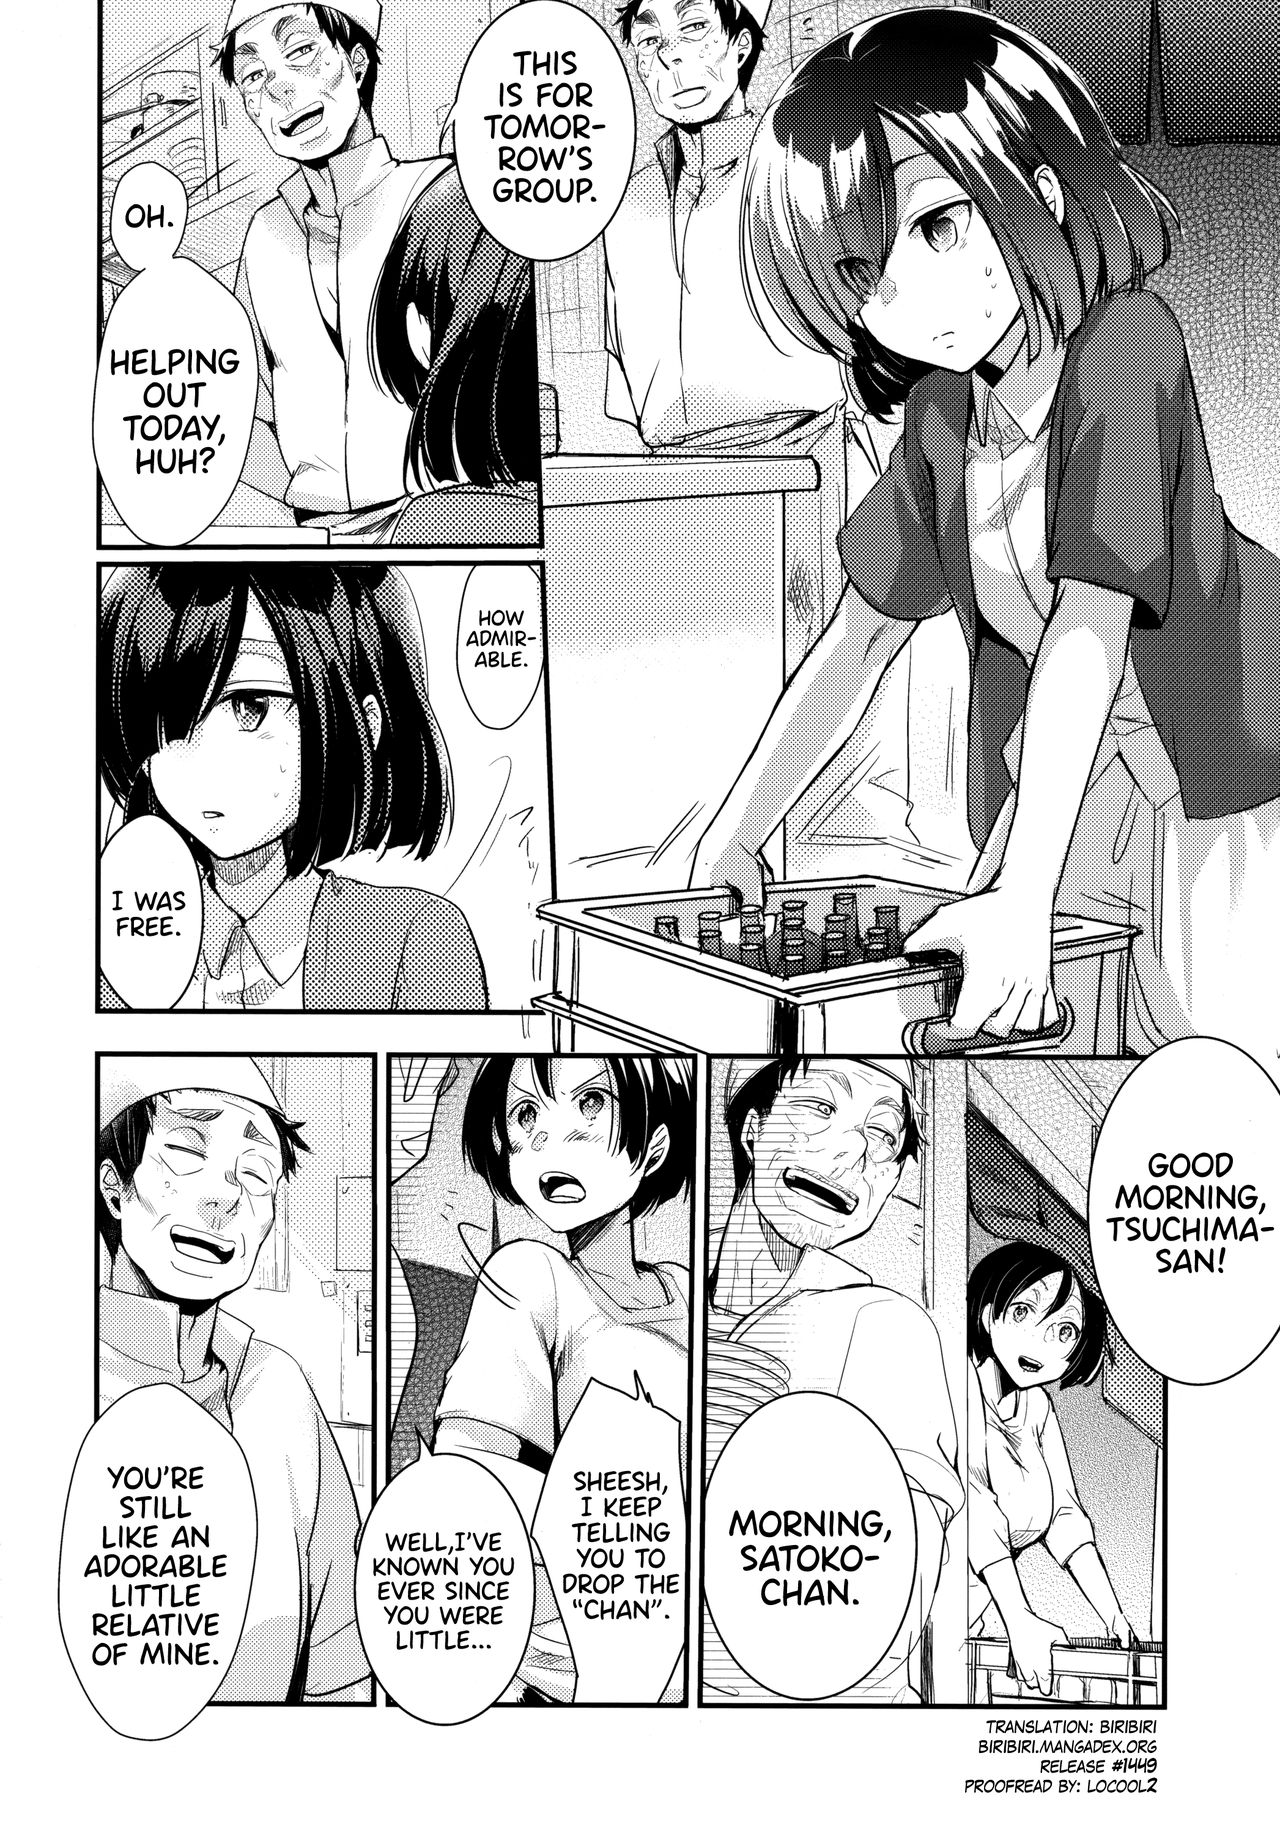 THIS
IS FOR
TOMOR-
ROW'S
GROUP.
OH.
HELPING
OUT
TODAY,
HUH?
HOW
ADMIR-
ABLE.
I WAS
FREE.
GOOD
MORNING,
TSUCHIMA-
SAN!
MORNING,
SATOKO-
CHAN.
SHEESH,
I KEEP
TELLING
YOU TO
DROP THE
"CHAN".
WELL,I'VE
KNOWN YOU
EVER SINCE
YOU WERE
LITTLE...
YOU'RE
STILL
LIKE AN
ADORABLE
LITTLE
RELATIVE
OF MINE.
TRANSLATION: BIRIBIRI
BIRIBIRI.MANGADEX.ORG
RELEASE #1449
PROOFREAD BY: LOCOOL2